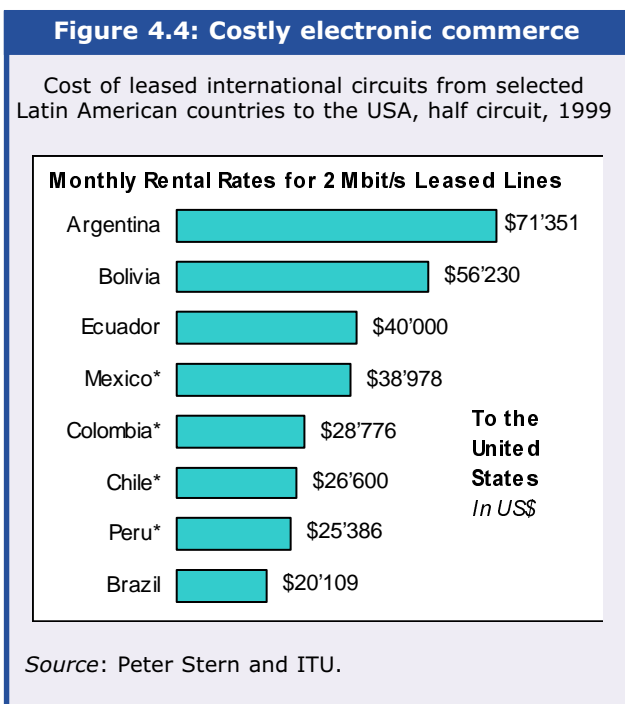 Figure 4.4: Costly electronic commerce
Cost of leased international circuits from selected
Latin American countries to the USA, half circuit, 1999
Monthly Rental Rates for 2 Mbit/s Leased Lines
Argentina $71'351
Bolivia $56'230
Ecuador $40'000
Mexico* $38'978
Colombia* $28'776
Chile* $26'600
Peru* $25'386
Brazil $20'109
To the
United
States
In US$
Source: Peter Stern and ITU.